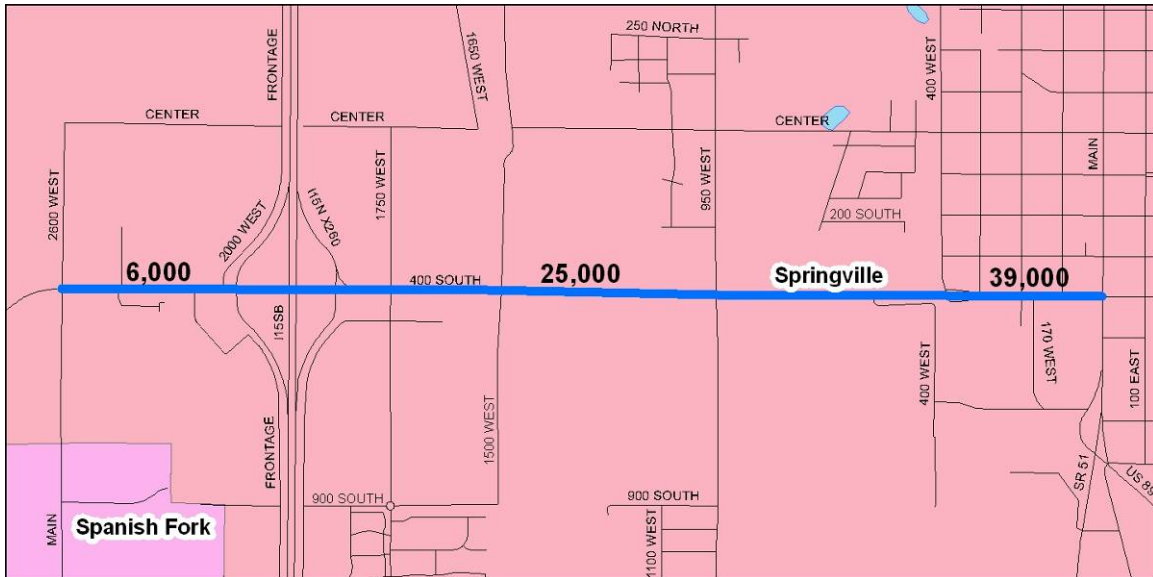 250 NORTH
1650 WEST
FRONTAGE
400 WEST
CENTER
CENTER
CENTER
MAIN
2600 WEST
1750 WEST
950 WEST
2000 WEST
I15N X260
200 SOUTH
6,000
400 SOUTH
25,000
Springville
39,000
I15SB
170 WEST
400 WEST
100 EAST
1500 WEST
FRONTAGE
SR 51
US 89
900 SOUTH
900 SOUTH
MAIN
Spanish Fork
1100 WEST